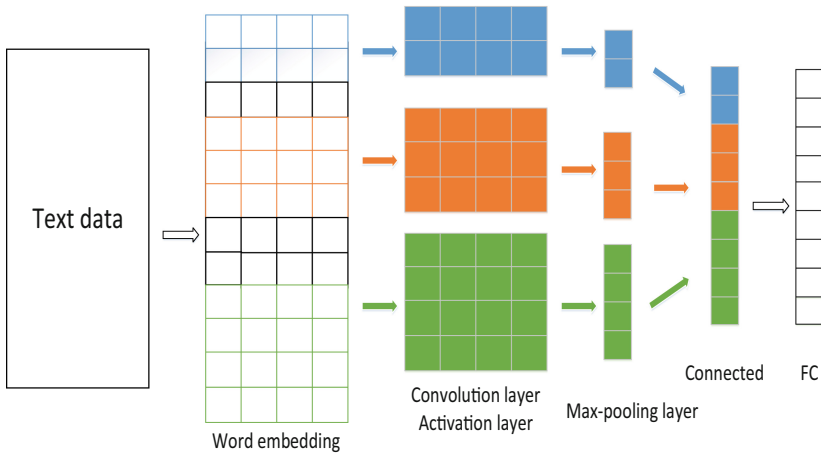 Text data
Word embedding
Convolution layer
Activation layer
Max-pooling layer
Connected
FC